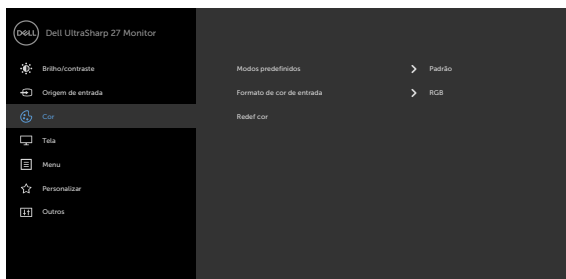 DELL
Dell UltraSharp 27 Monitor
Brilho/contraste
Origem de entrada
Cor
Tela
Menu
Personalizar
Outros
Modos predefinidos
Padrão
Formato de cor de entrada
RGB
Redef cor